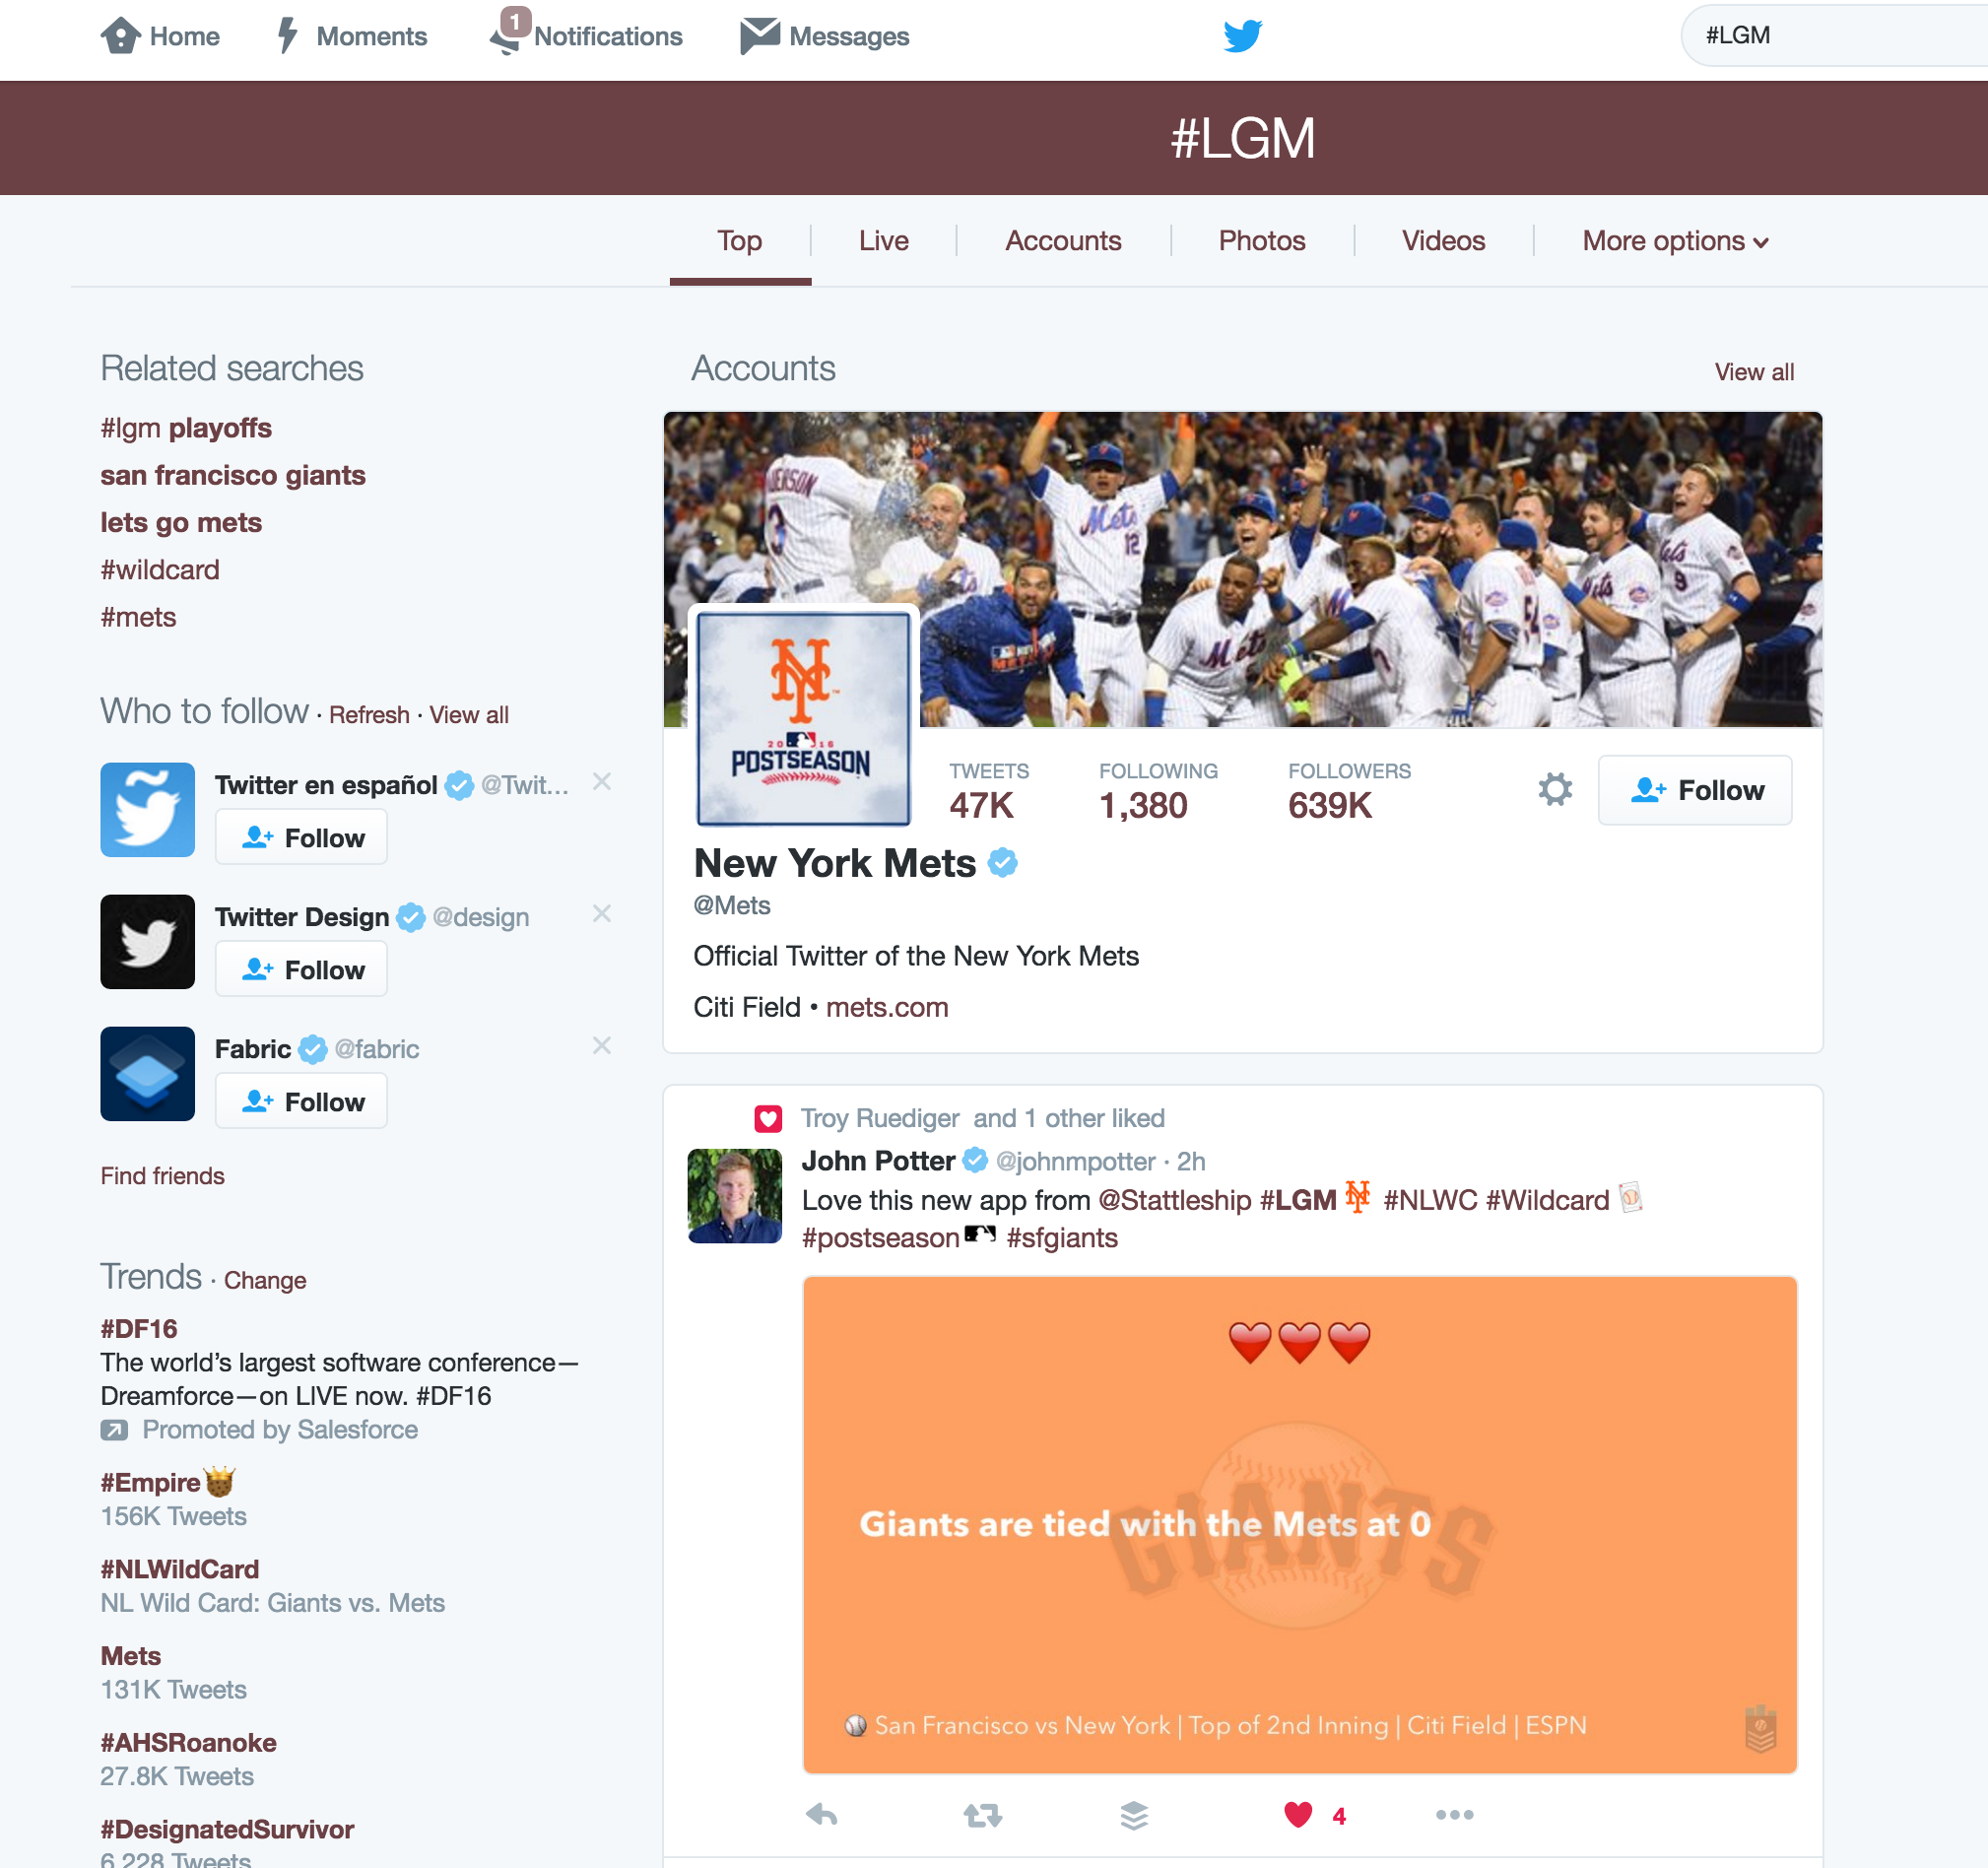 Home
Moments
1
Notifications
Messages
#LGM
#LGM
Top
Live
Accounts
Photos
Videos
More options
Related searches
#lgm playoffs
san francisco giants
lets go mets
#wildcard
#mets
Who to follow · Refresh · View all
Twitter en español @Twit...
Follow
Twitter Design @design
Follow
Fabric @fabric
Follow
Find friends
Trends · Change
#DF16
The world’s largest software conference—
Dreamforce—on LIVE now. #DF16
Promoted by Salesforce
#Empire
156K Tweets
#NLWildCard
NL Wild Card: Giants vs. Mets
Mets
131K Tweets
#AHSRoanoke
27.8K Tweets
#DesignatedSurvivor
6,228 Tweets
Accounts
View all
Mets
12
3
Mets
9
NY
2016
POSTSEASON
TWEETS
47K
FOLLOWING
1,380
FOLLOWERS
639K
Follow
New York Mets
@Mets
Official Twitter of the New York Mets
Citi Field • mets.com
Troy Ruediger and 1 other liked
John Potter @johnmpotter · 2h
Love this new app from @Stattleship #LGM #NLWC #Wildcard
#postseason #sfgiants
GIANTS
Giants are tied with the Mets at 0
San Francisco vs New York | Top of 2nd Inning | Citi Field | ESPN
4